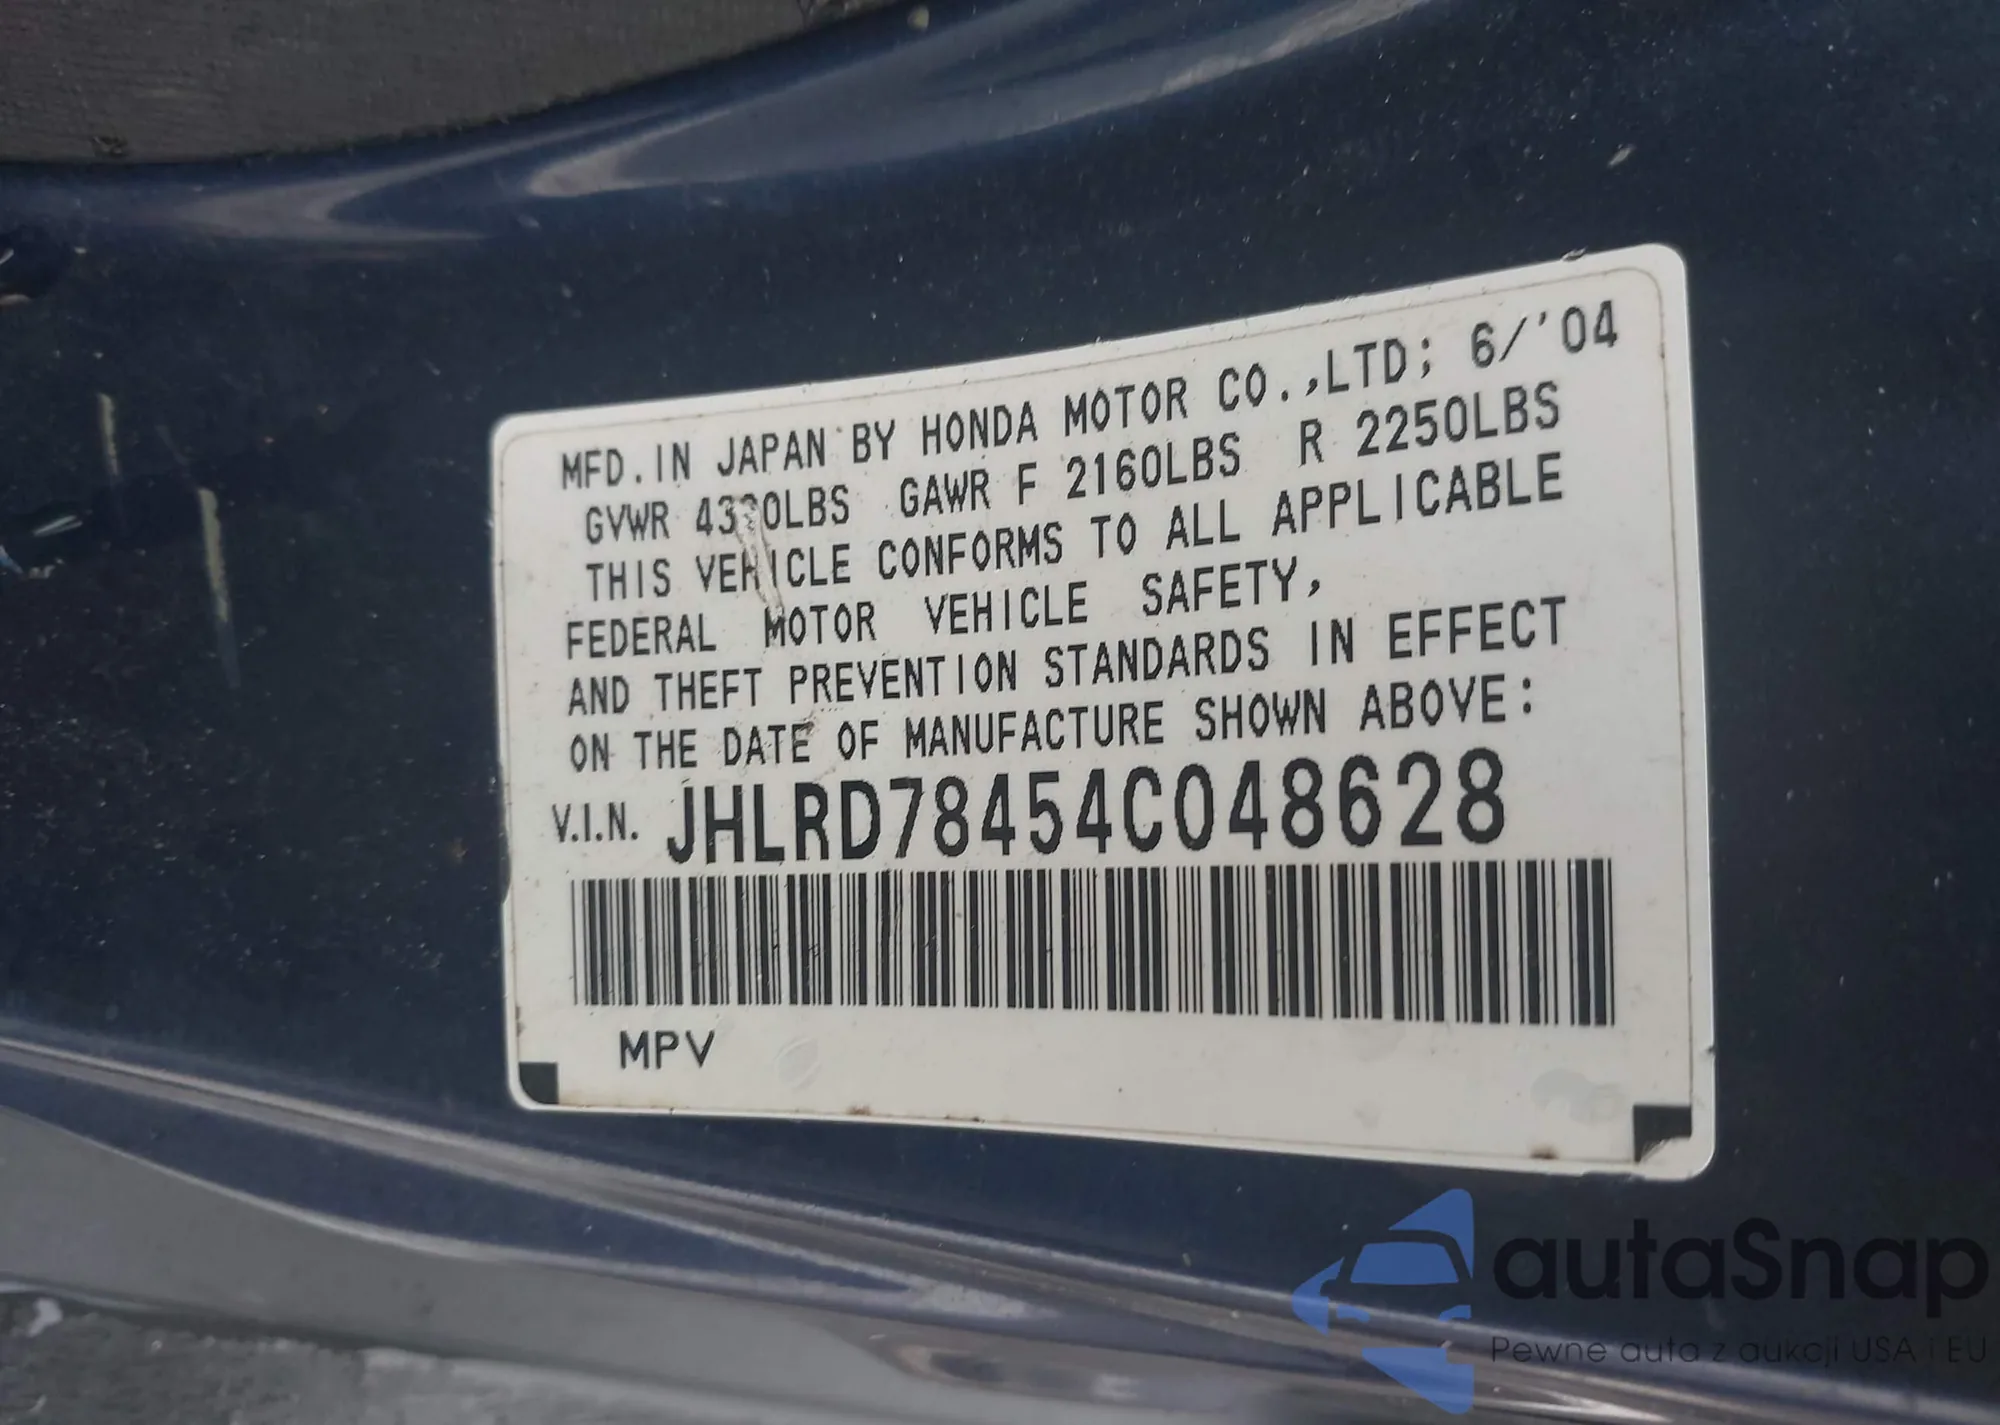 MFD.IN JAPAN BY HONDA MOTOR CO.,LTD; 6/'04
GVWR GAWR F 2160LBS R 2250LBS
THIS VEHICLE CONFORMS TO ALL APPLICABLE
FEDERAL MOTOR VEHICLE SAFETY,
AND THEFT PREVENTION STANDARDS IN EFFECT
ON THE DATE OF MANUFACTURE SHOWN ABOVE:
V.I.N. JHLRD78454C048628
MPV
autaSnap
Pewne auta z aukcji USA i EU